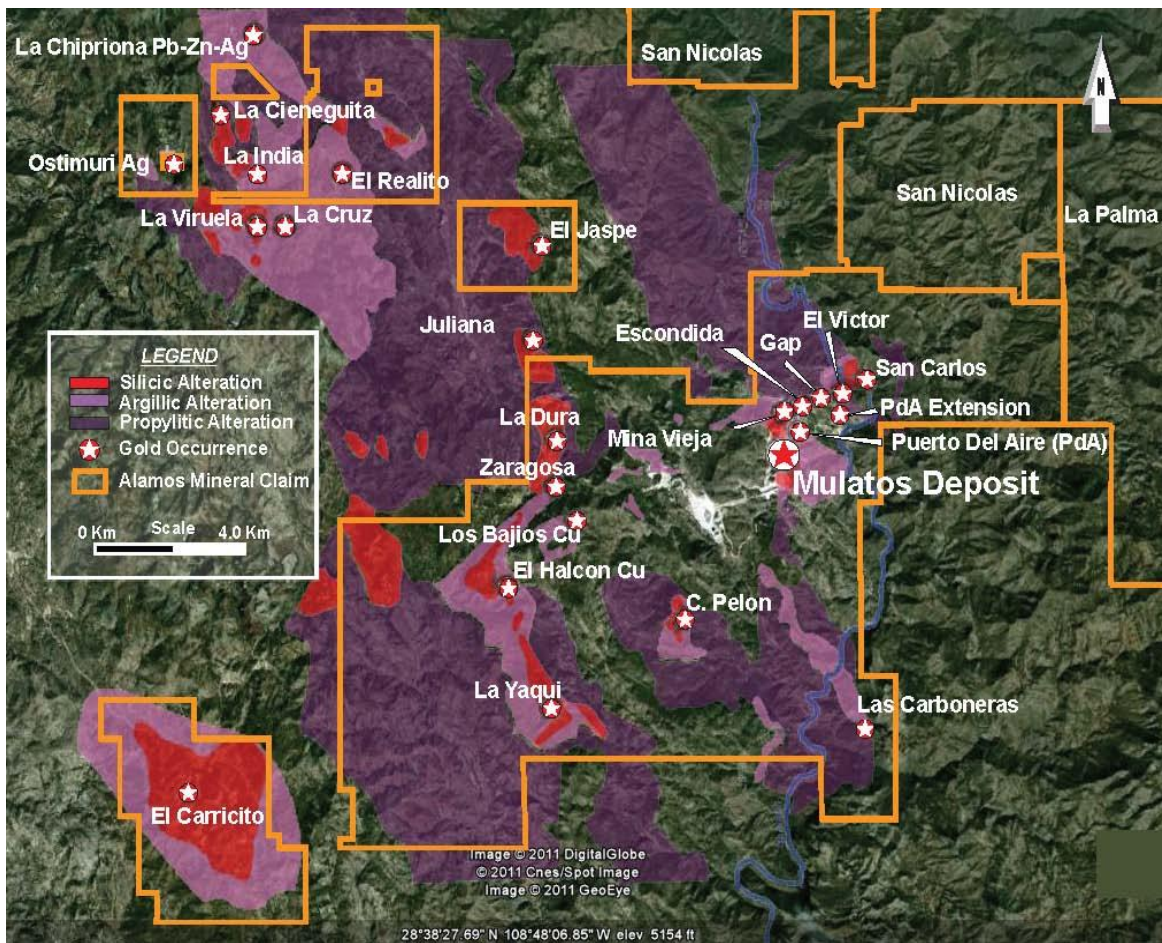 La Chipriona Pb-Zn-Ag
San Nicolas
N
La Cieneguita
Ostimuri Ag
La India
El Realito
San Nicolas
La Palma
La Viruela
La Cruz
El Jaspe
Juliana
Escondida
Gap
El Victor
San Carlos
PdA Extension
Mina Vieja
Puerto Del Aire (PdA)
Mulatos Deposit
La Dura
Zaragosa
Los Bajios Cu
El Halcon Cu
C. Pelon
La Yaqui
Las Carboneras
El Carricito
LEGEND
Silicic Alteration
Argillic Alteration
Propylitic Alteration
Gold Occurrence
Alamos Mineral Claim
0 Km Scale 4.0 Km
Image © 2011 DigitalGlobe
© 2011 Cnes/Spot Image
Image © 2011 GeoEye
28°38'27.69" N 108°48'06.85" W elev 5154 ft